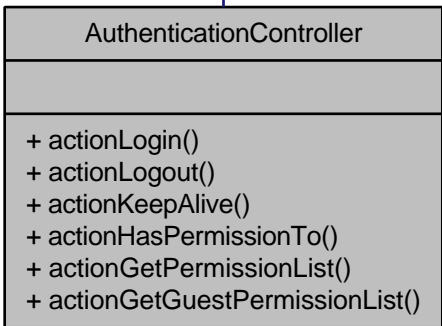 AuthenticationController
+ actionLogin()
+ actionLogout()
+ actionKeepAlive()
+ actionHasPermissionTo()
+ actionGetPermissionList()
+ actionGetGuestPermissionList()